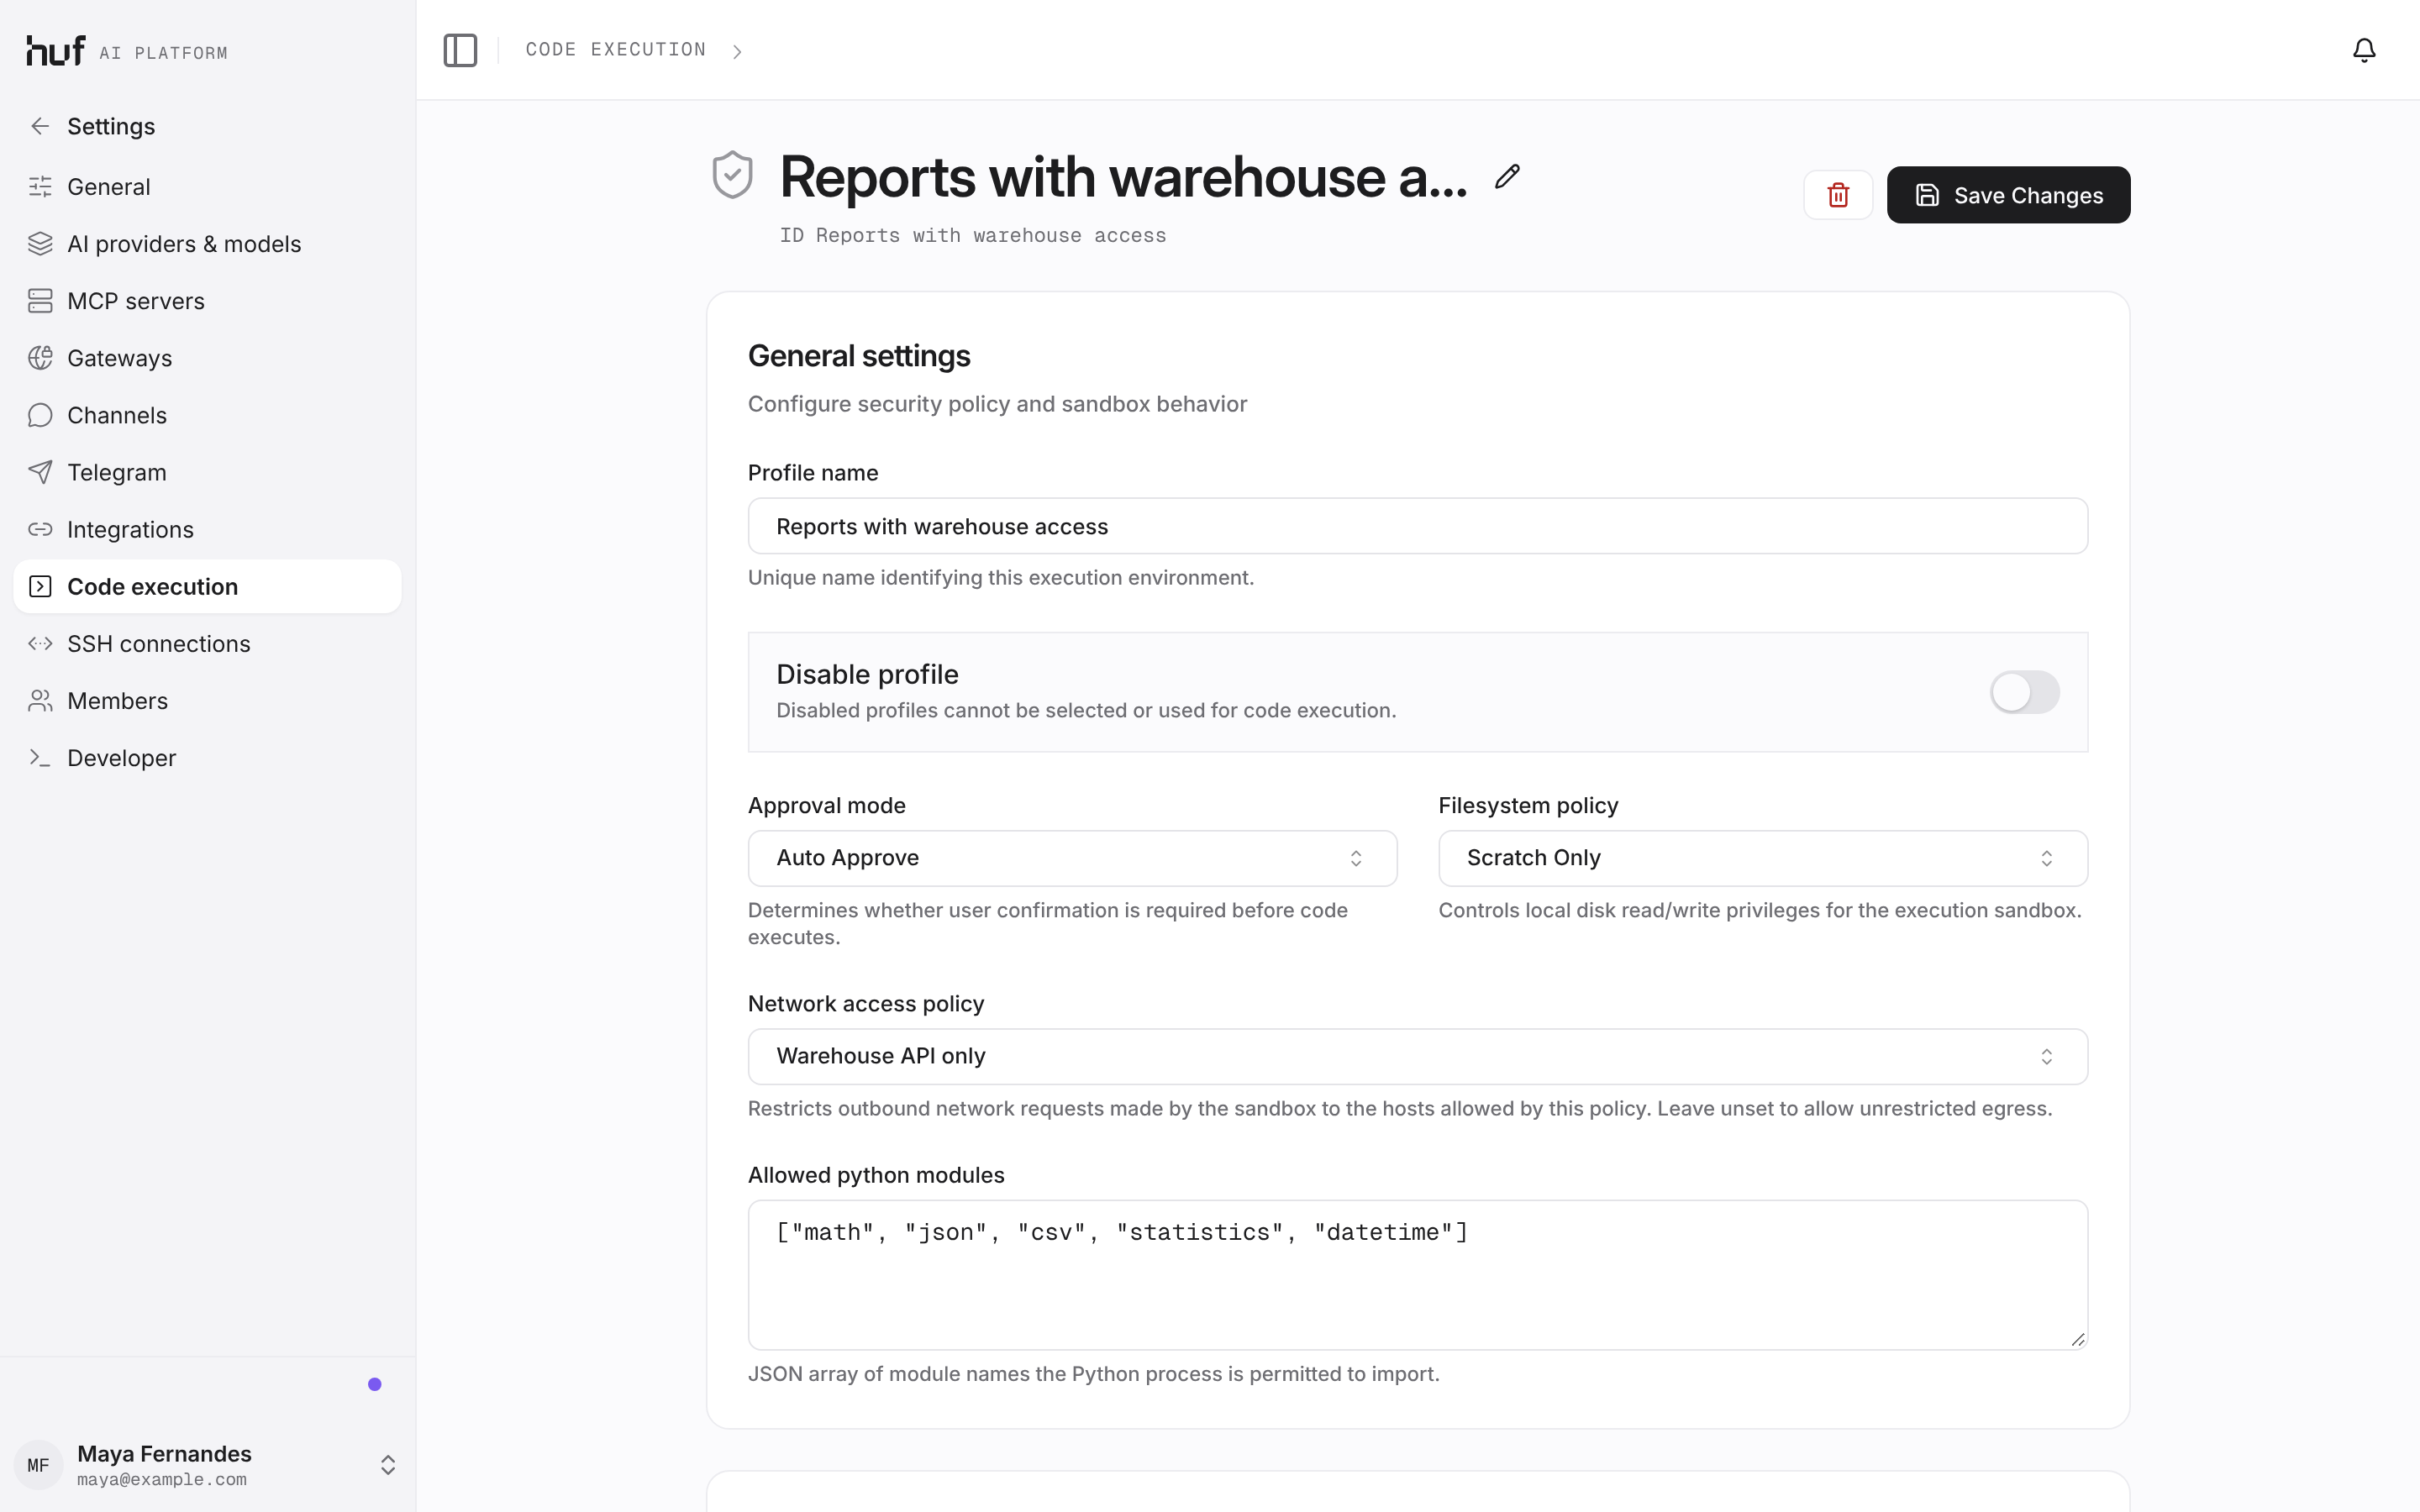 huf AI PLATFORM
Settings
General
AI providers & models
MCP servers
Gateways
Channels
Telegram
Integrations
Code execution
SSH connections
Members
Developer
MF
Maya Fernandes
maya@example.com
CODE EXECUTION
Reports with warehouse a...
ID Reports with warehouse access
Save Changes
General settings
Configure security policy and sandbox behavior
Profile name
Reports with warehouse access
Unique name identifying this execution environment.
Disable profile
Disabled profiles cannot be selected or used for code execution.
Approval mode
Auto Approve
Determines whether user confirmation is required before code
executes.
Filesystem policy
Scratch Only
Controls local disk read/write privileges for the execution sandbox.
Network access policy
Warehouse API only
Restricts outbound network requests made by the sandbox to the hosts allowed by this policy. Leave unset to allow unrestricted egress.
Allowed python modules
["math", "json", "csv", "statistics", "datetime"]
JSON array of module names the Python process is permitted to import.